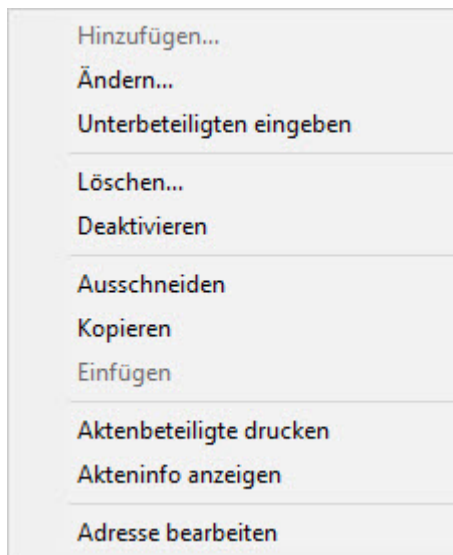 Hinzufügen...
Ändern...
Unterbeteiligten eingeben
Löschen...
Deaktivieren
Ausschneiden
Kopieren
Einfügen
Aktenbeteiligte drucken
Akteninfo anzeigen
Adresse bearbeiten